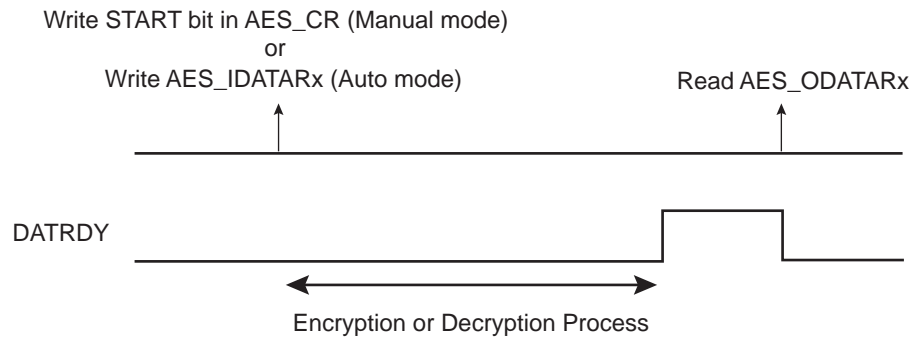 Write START bit in AES_CR (Manual mode)
or
Write AES_IDATARx (Auto mode)
Read AES_ODATARx
DATRDY
Encryption or Decryption Process